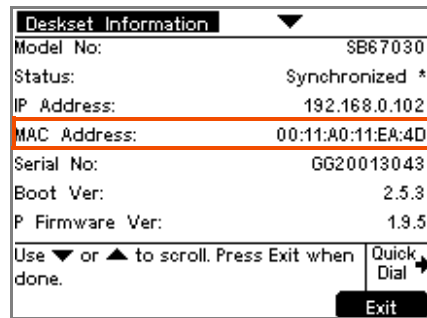 Deskset Information
Model No: SB67030
Status: Synchronized *
IP Address: 192.168.0.102
MAC Address: 00:11:A0:11:EA:4D
Serial No: GG20013043
Boot Ver: 2.5.3
P Firmware Ver: 1.9.5
Use ▼ or ▲ to scroll. Press Exit when done.
Quick Dial
Exit